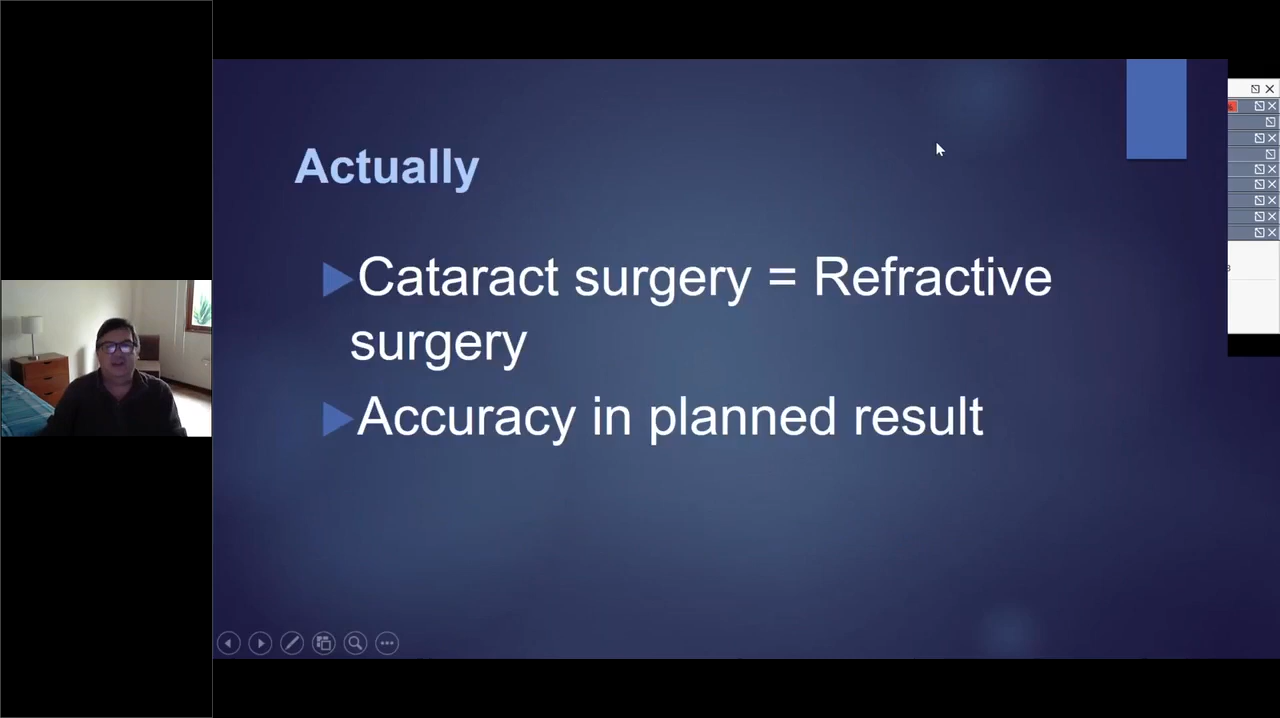 Actually
Cataract surgery = Refractive
surgery
Accuracy in planned result